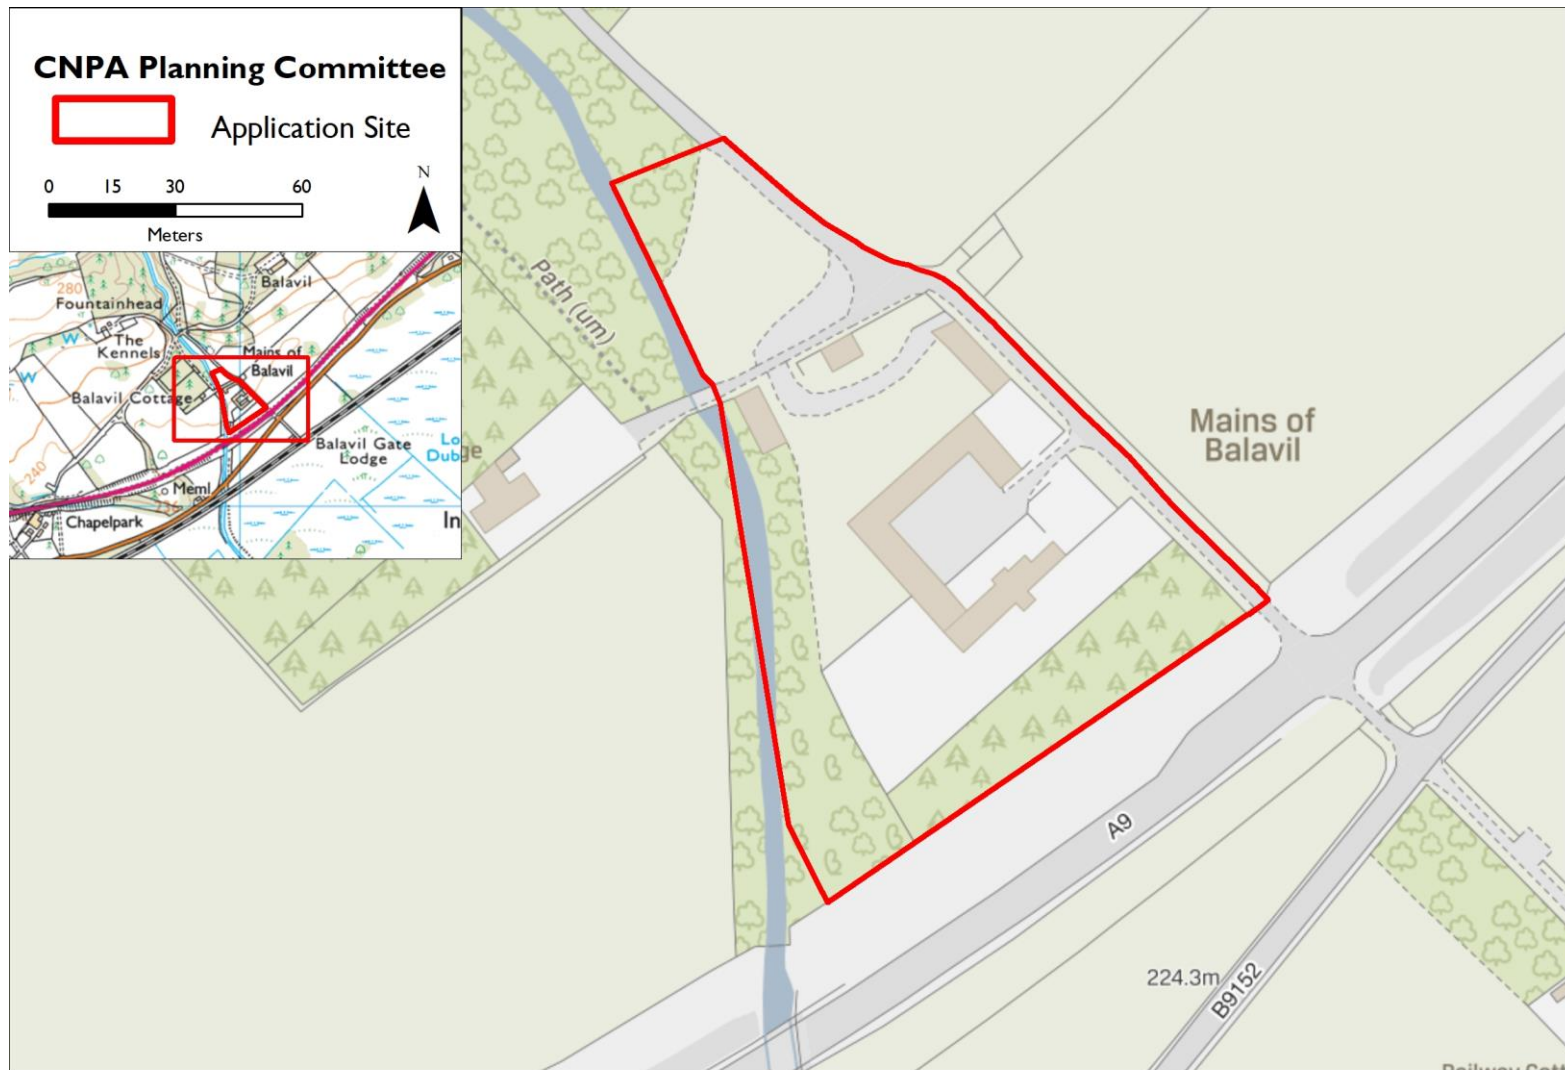 CNPA Planning Committee
Application Site
N
0 15 30 60
Meters
280
Balavil
Fountainhead
The
Kennels
W
Mains of
Balavil
W
Balavil Cottage
Balavil Gate
Lodge
240
Meml
Chapelpark
In
Path (um)
Mains of
Balavil
A9
224.3m
B9152